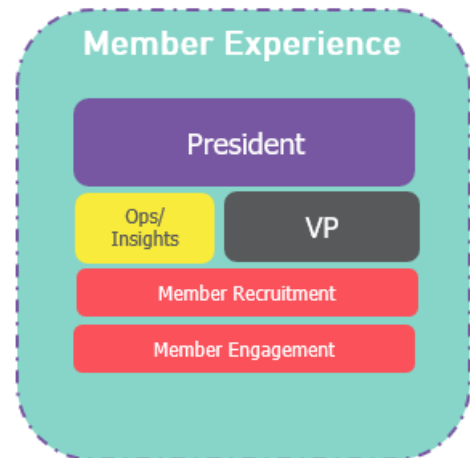 Member Experience
President
Ops/
Insights
VP
Member Recruitment
Member Engagement